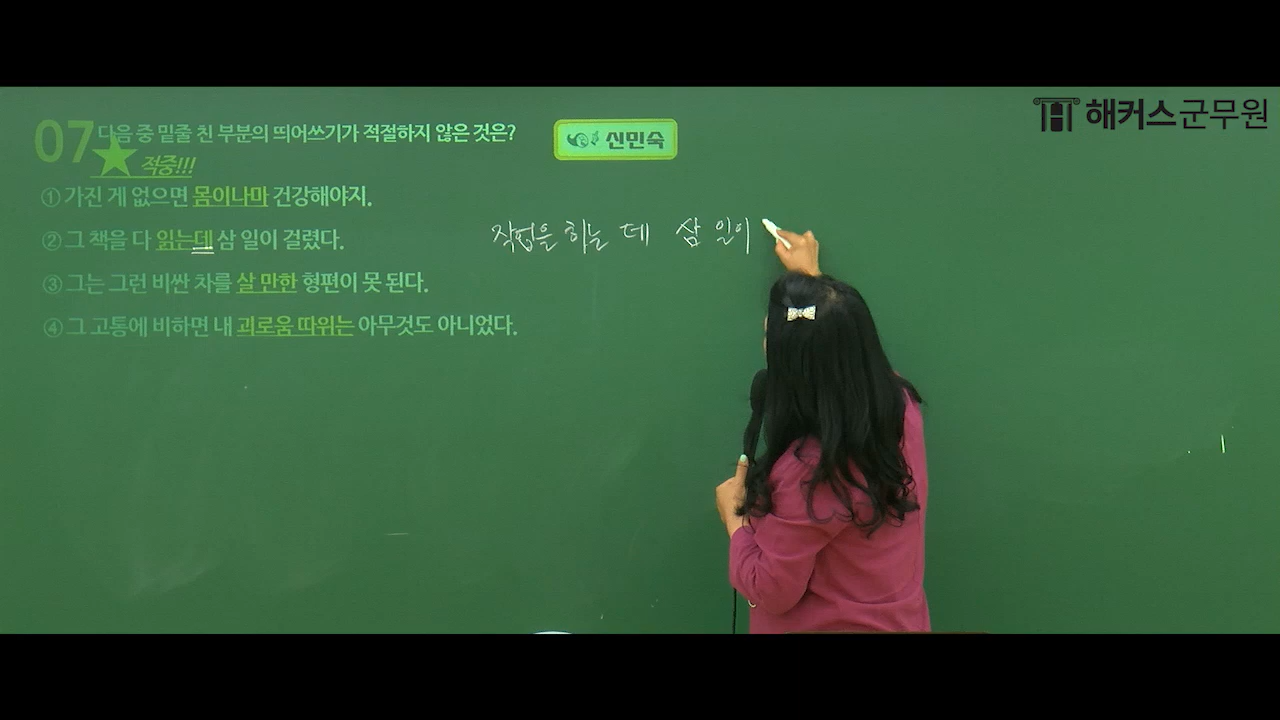 해커스군무원
07 다음 중 밑줄 친 부분의 띄어쓰기가 적절하지 않은 것은?
신민숙
적중!!!
① 가진 게 없으면 몸이나마 건강해야지.
② 그 책을 다 읽는데 삼 일이 걸렸다.
작업을 하는 데 삼 일이
③ 그는 그런 비싼 차를 살 만한 형편이 못 된다.
④ 그 고통에 비하면 내 괴로움 따위는 아무것도 아니었다.